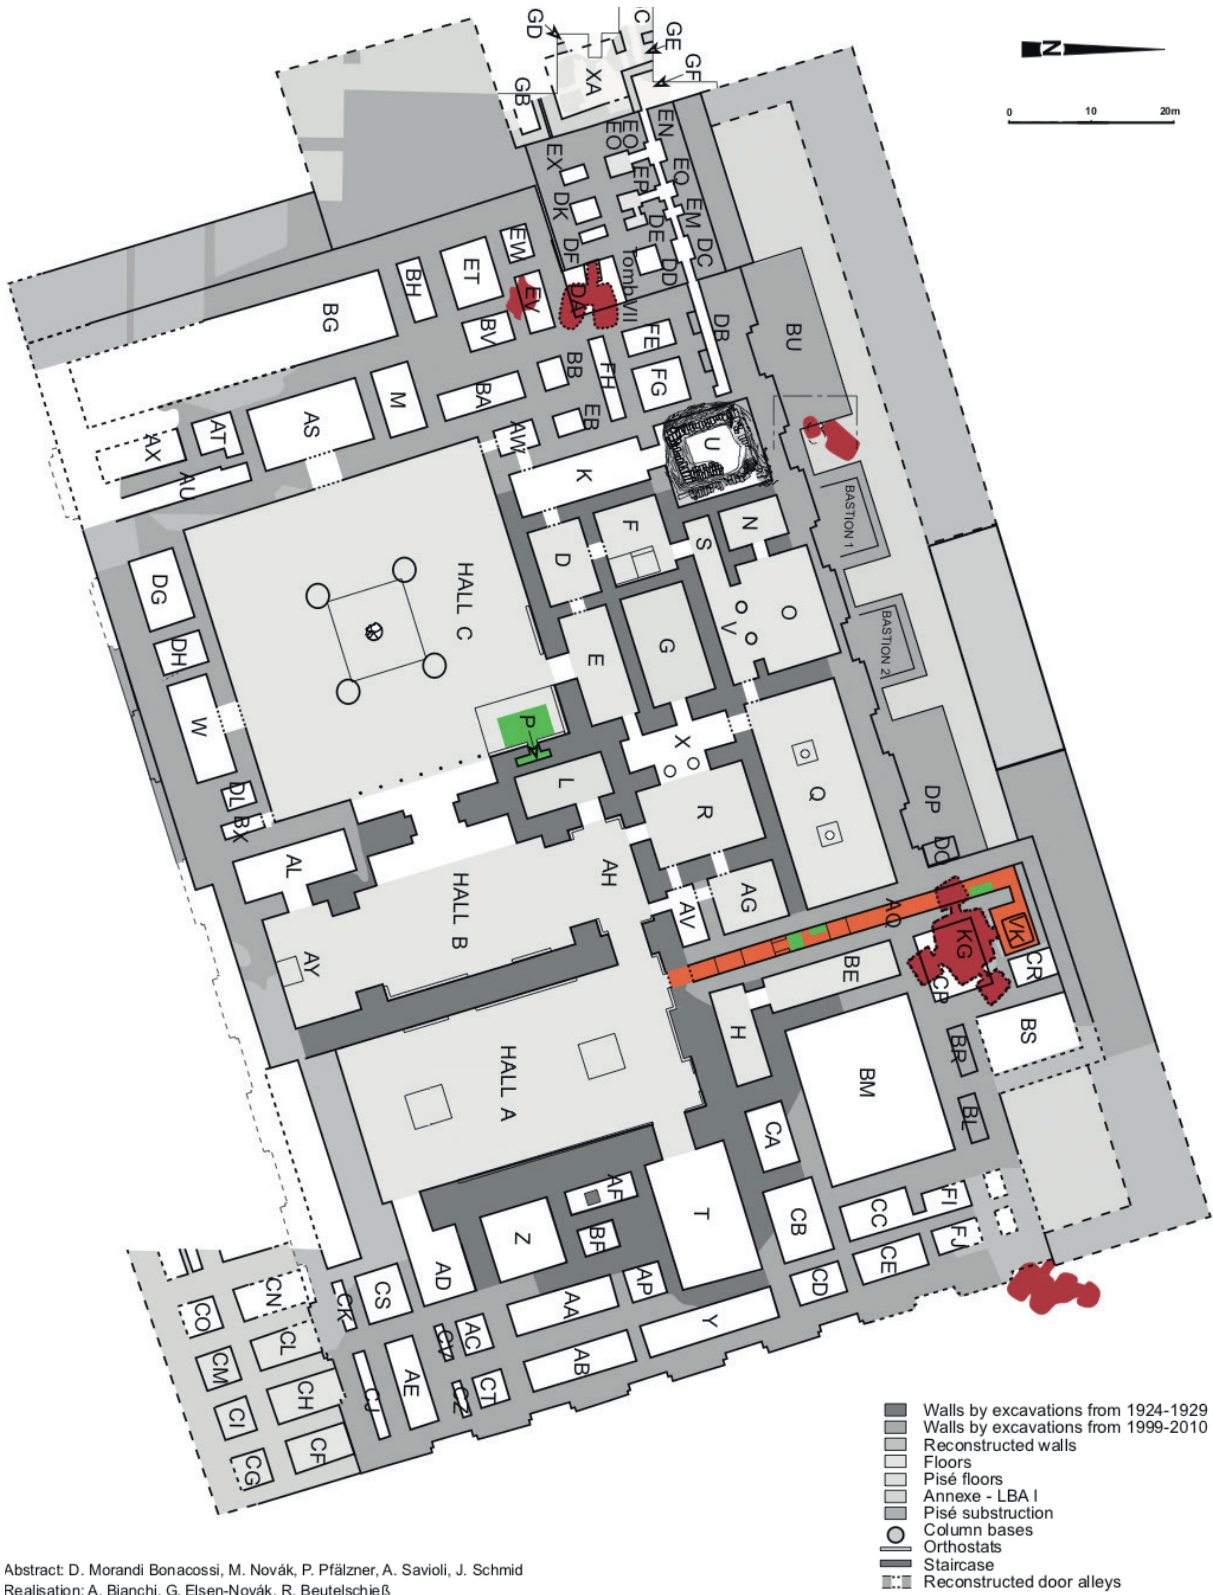 GD
C
GE
GF
XA
GB
N
0 10 20m
EN
EO
EO
EX
EQ
EP
DK
EM
DE
DC
EW
DF
DD
ET
Tomb VII
BH
EV
DA
BG
BV
FE
DB
BU
BB
FH
FG
M
BA
EB
AS
AW
U
AT
AX
K
AU
BASTION 1
F
N
S
D
DG
HALL C
O
V
BASTION 2
DH
E
G
W
P
X
L
Q
DL
BX
R
DP
DO
AL
AH
HALL B
AG
AV
AQ
VK
KG
AY
BE
CR
CP
H
BS
BR
HALL A
BM
BL
CA
AF
T
CB
CC
FI
Z
BF
FJ
CE
AD
AP
CD
CN
CK
CS
AA
CO
Y
CL
AC
AB
CM
AE
CT
CH
CJ
CZ
CI
CF
CG
Walls by excavations from 1924-1929
Walls by excavations from 1999-2010
Reconstructed walls
Floors
Pisé floors
Annexe - LBA I
Pisé substruction
Column bases
Orthostats
Staircase
Reconstructed door alleys
Abstract: D. Morandi Bonacossi, M. Novák, P. Pfälzner, A. Savioli, J. Schmid
Realisation: A. Bianchi, G. Elsen-Novák, R. Beutelschieß